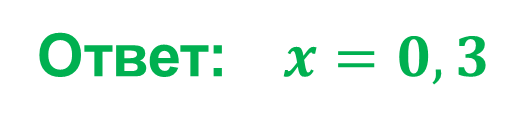 Ответ: x = 0,3